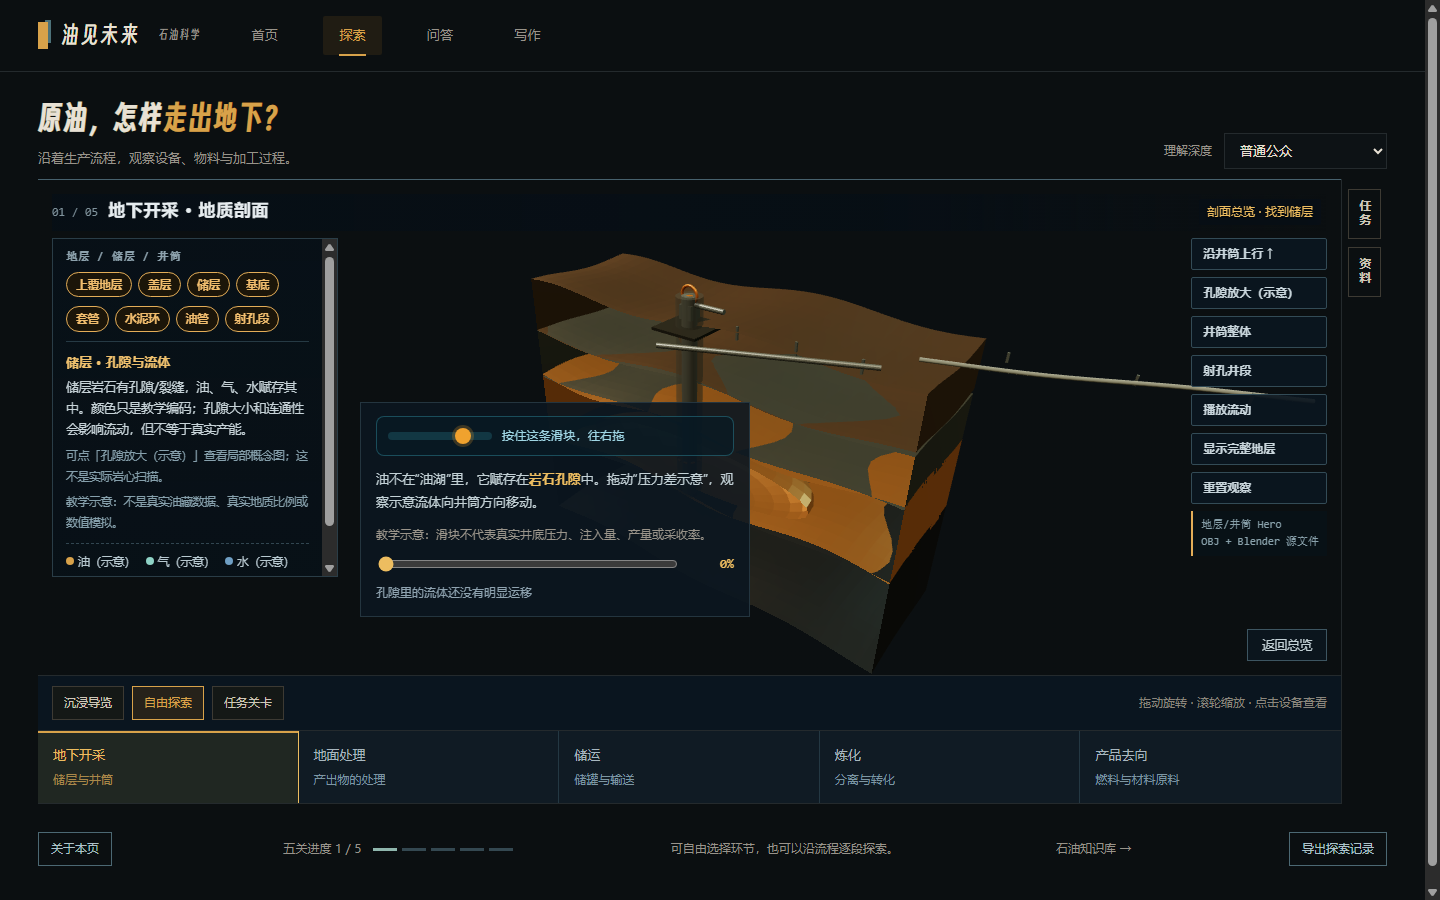 油见未来
石油科学
首页
探索
问答
写作
原油，怎样走出地下？
沿着生产流程，观察设备、物料与加工过程。
理解深度
普通公众
01 / 05 地下开采 · 地质剖面
剖面总览 · 找到储层
任务
资料
地层 / 储层 / 井筒
上覆地层
盖层
储层
基底
套管
水泥环
油管
射孔段
储层 · 孔隙与流体
储层岩石有孔隙/裂缝，油、气、水赋存其
中。颜色只是教学编码；孔隙大小和连通性
会影响流动，但不等于真实产能。
可点「孔隙放大（示意）」查看局部概念图；这
不是实际岩心扫描。
教学示意：不是真实油藏数据、真实地质比例或
数值模拟。
油（示意）
气（示意）
水（示意）
按住这条滑块，往右拖
油不在“油湖”里，它赋存在岩石孔隙中。拖动“压力差示意”，观
察示意流体向井筒方向移动。
教学示意：滑块不代表真实井底压力、注入量、产量或采收率。
0%
孔隙里的流体还没有明显运移
沿井筒上行 ↑
孔隙放大（示意）
井筒整体
射孔井段
播放流动
显示完整地层
重置观察
地层/井筒 Hero
OBJ + Blender 源文件
返回总览
沉浸导览
自由探索
任务关卡
拖动旋转 · 滚轮缩放 · 点击设备查看
地下开采
储层与井筒
地面处理
产出物的处理
储运
储罐与输送
炼化
分离与转化
产品去向
燃料与材料原料
关于本页
五关进度 1 / 5
可自由选择环节，也可以沿流程逐段探索。
石油知识库 →
导出探索记录